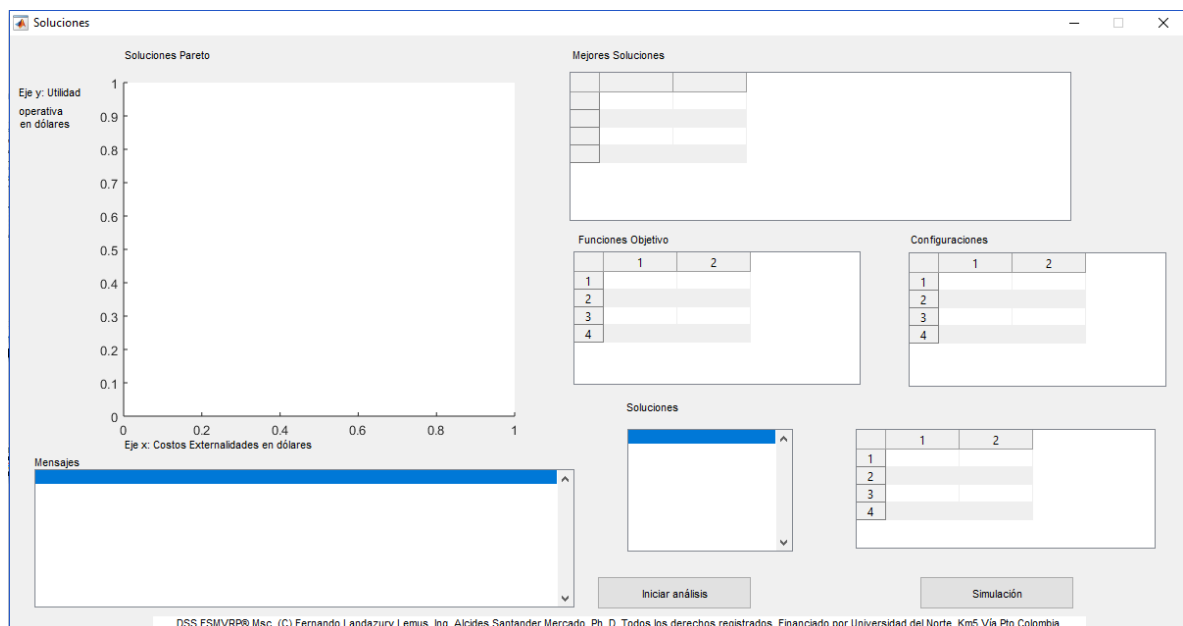 Soluciones
Soluciones Pareto
Eje y: Utilidad
operativa
en dólares
1
0.9
0.8
0.7
0.6
0.5
0.4
0.3
0.2
0.1
0
0 0.2 0.4 0.6 0.8 1
Eje x: Costos Externalidades en dólares
Mensajes
Mejores Soluciones
Funciones Objetivo
1 2
1
2
3
4
Configuraciones
1 2
1
2
3
4
Soluciones
1 2
1
2
3
4
Iniciar análisis
Simulación
DSS ESMVRP® Msc. (C) Fernando Landazury Lemus, Ing. Alcides Santander Mercado, Ph. D. Todos los derechos registrados. Financiado por Universidad del Norte, Km5 Vía Pto Colombia